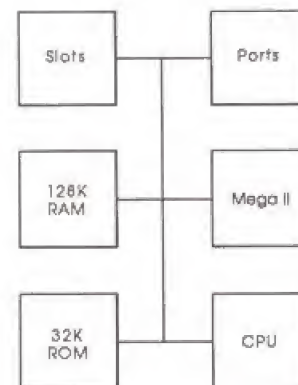 Slots
Ports
128K
RAM
Mega II
32K
ROM
CPU